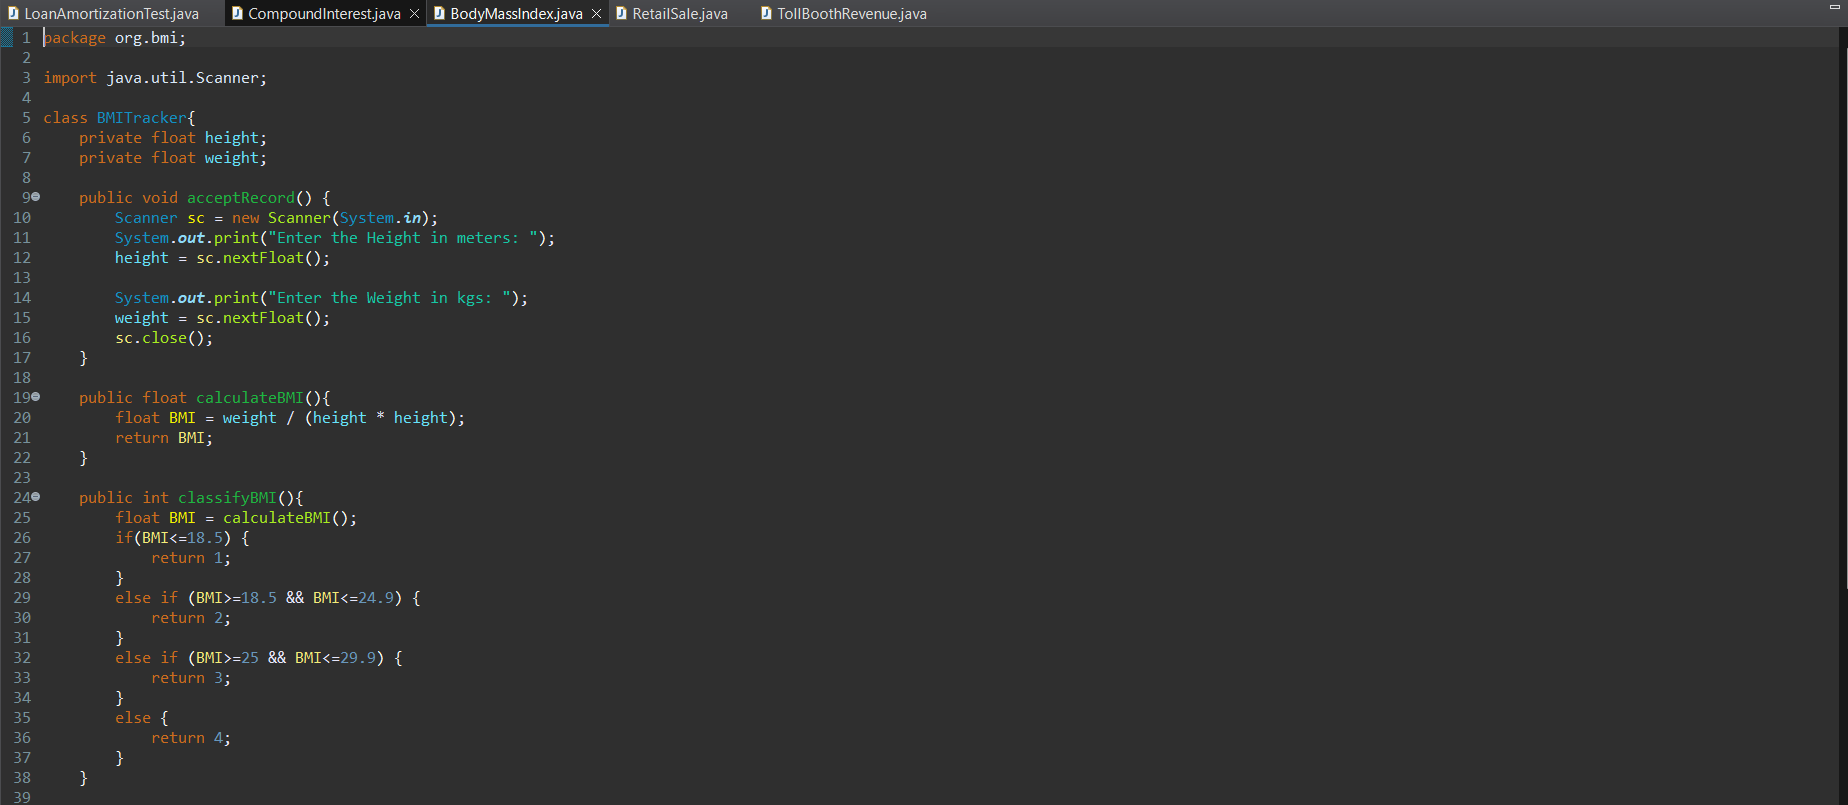 LoanAmortizationTest.java CompoundInterest.java BodyMassIndex.java RetailSale.java TollBoothRevenue.java
1 package org.bmi;
2
3 import java.util.Scanner;
4
5 class BMITracker{
6     private float height;
7     private float weight;
8
9     public void acceptRecord() {
10         Scanner sc = new Scanner(System.in);
11         System.out.print("Enter the Height in meters: ");
12         height = sc.nextFloat();
13
14         System.out.print("Enter the Weight in kgs: ");
15         weight = sc.nextFloat();
16         sc.close();
17     }
18
19     public float calculateBMI(){
20         float BMI = weight / (height * height);
21         return BMI;
22     }
23
24     public int classifyBMI(){
25         float BMI = calculateBMI();
26         if(BMI<=18.5) {
27             return 1;
28         }
29         else if (BMI>=18.5 && BMI<=24.9) {
30             return 2;
31         }
32         else if (BMI>=25 && BMI<=29.9) {
33             return 3;
34         }
35         else {
36             return 4;
37         }
38     }
39